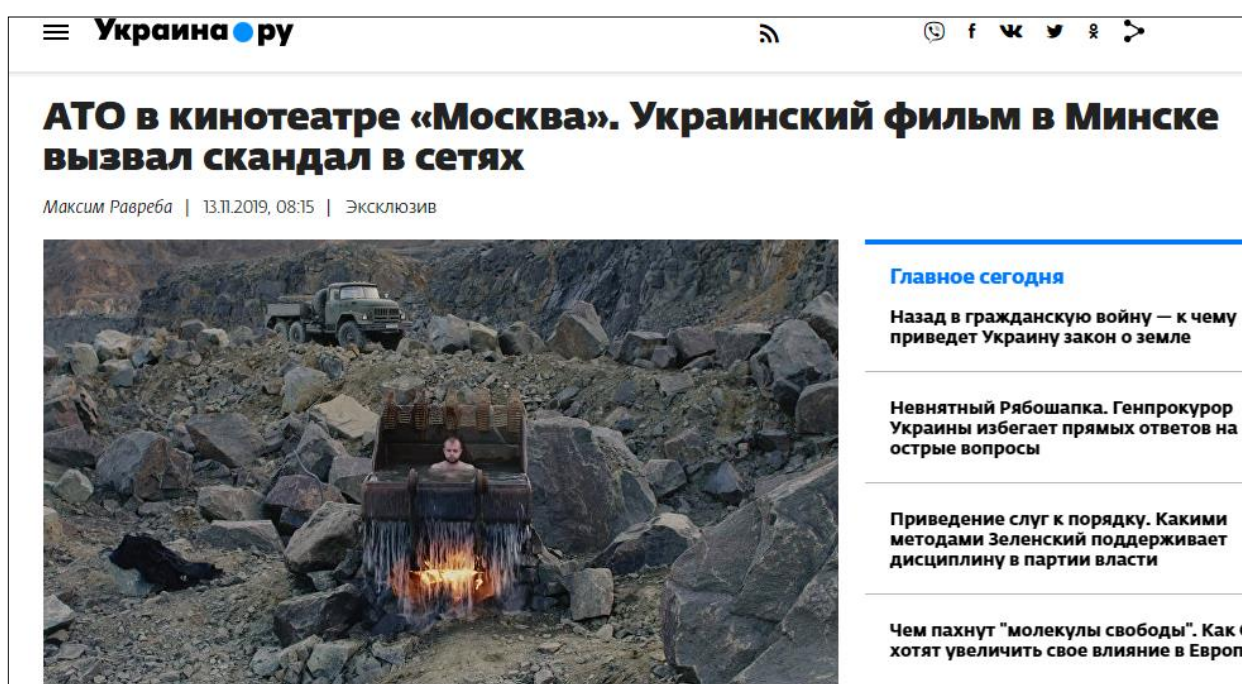 Украина ру
АТО в кинотеатре «Москва». Украинский фильм в Минске
вызвал скандал в сетях
Максим Равреба | 13.11.2019, 08:15 | Эксклюзив
Главное сегодня
Назад в гражданскую войну — к чему
приведет Украину закон о земле
Невнятный Рябошапка. Генпрокурор
Украины избегает прямых ответов на
острые вопросы
Приведение слуг к порядку. Какими
методами Зеленский поддерживает
дисциплину в партии власти
Чем пахнут "молекулы свободы". Как
хотят увеличить свое влияние в Европ